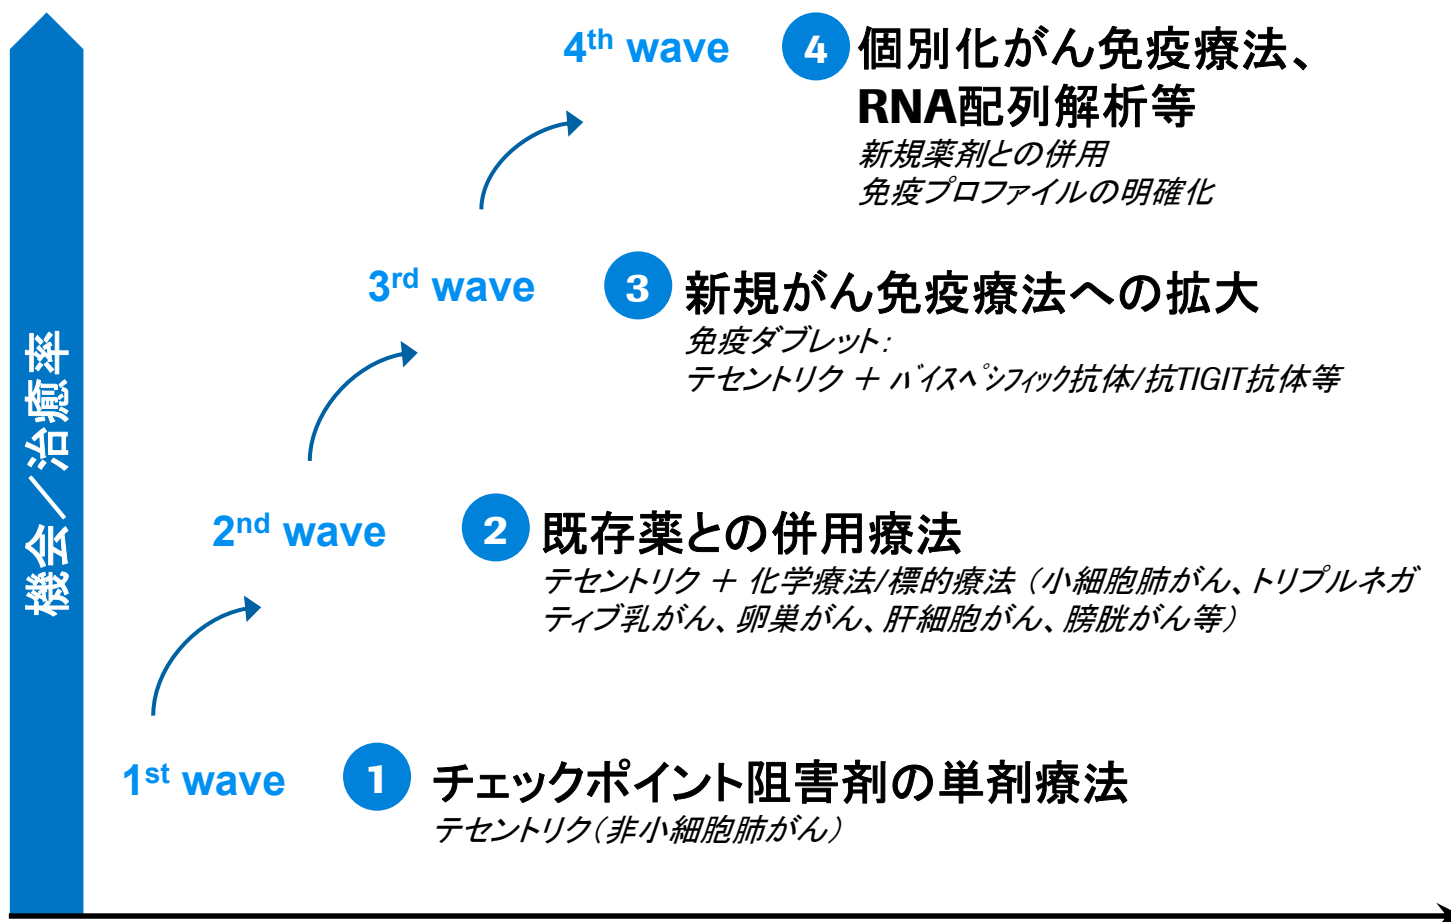 4th wave
4
個別化がん免疫療法、
RNA配列解析等
新規薬剤との併用
免疫プロファイルの明確化
3rd wave
3
新規がん免疫療法への拡大
免疫ダブレット:
テセントリク + ﾊﾞｲｽﾍﾟｼﾌｨｯｸ抗体/抗TIGIT抗体等
機会／治癒率
2nd wave
2
既存薬との併用療法
テセントリク + 化学療法/標的療法（小細胞肺がん、トリプルネガ
ティブ乳がん、卵巣がん、肝細胞がん、膀胱がん等）
1st wave
1
チェックポイント阻害剤の単剤療法
テセントリク（非小細胞肺がん）